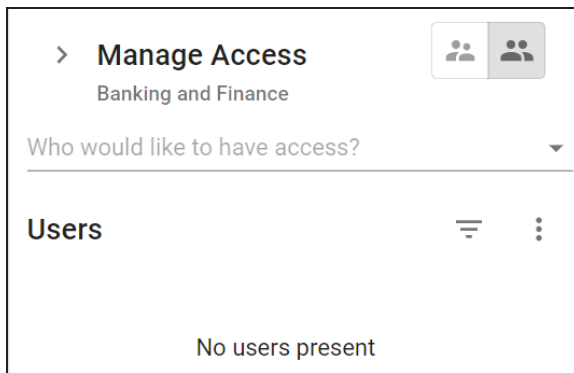 Manage Access
Banking and Finance
Who would like to have access?
Users
No users present